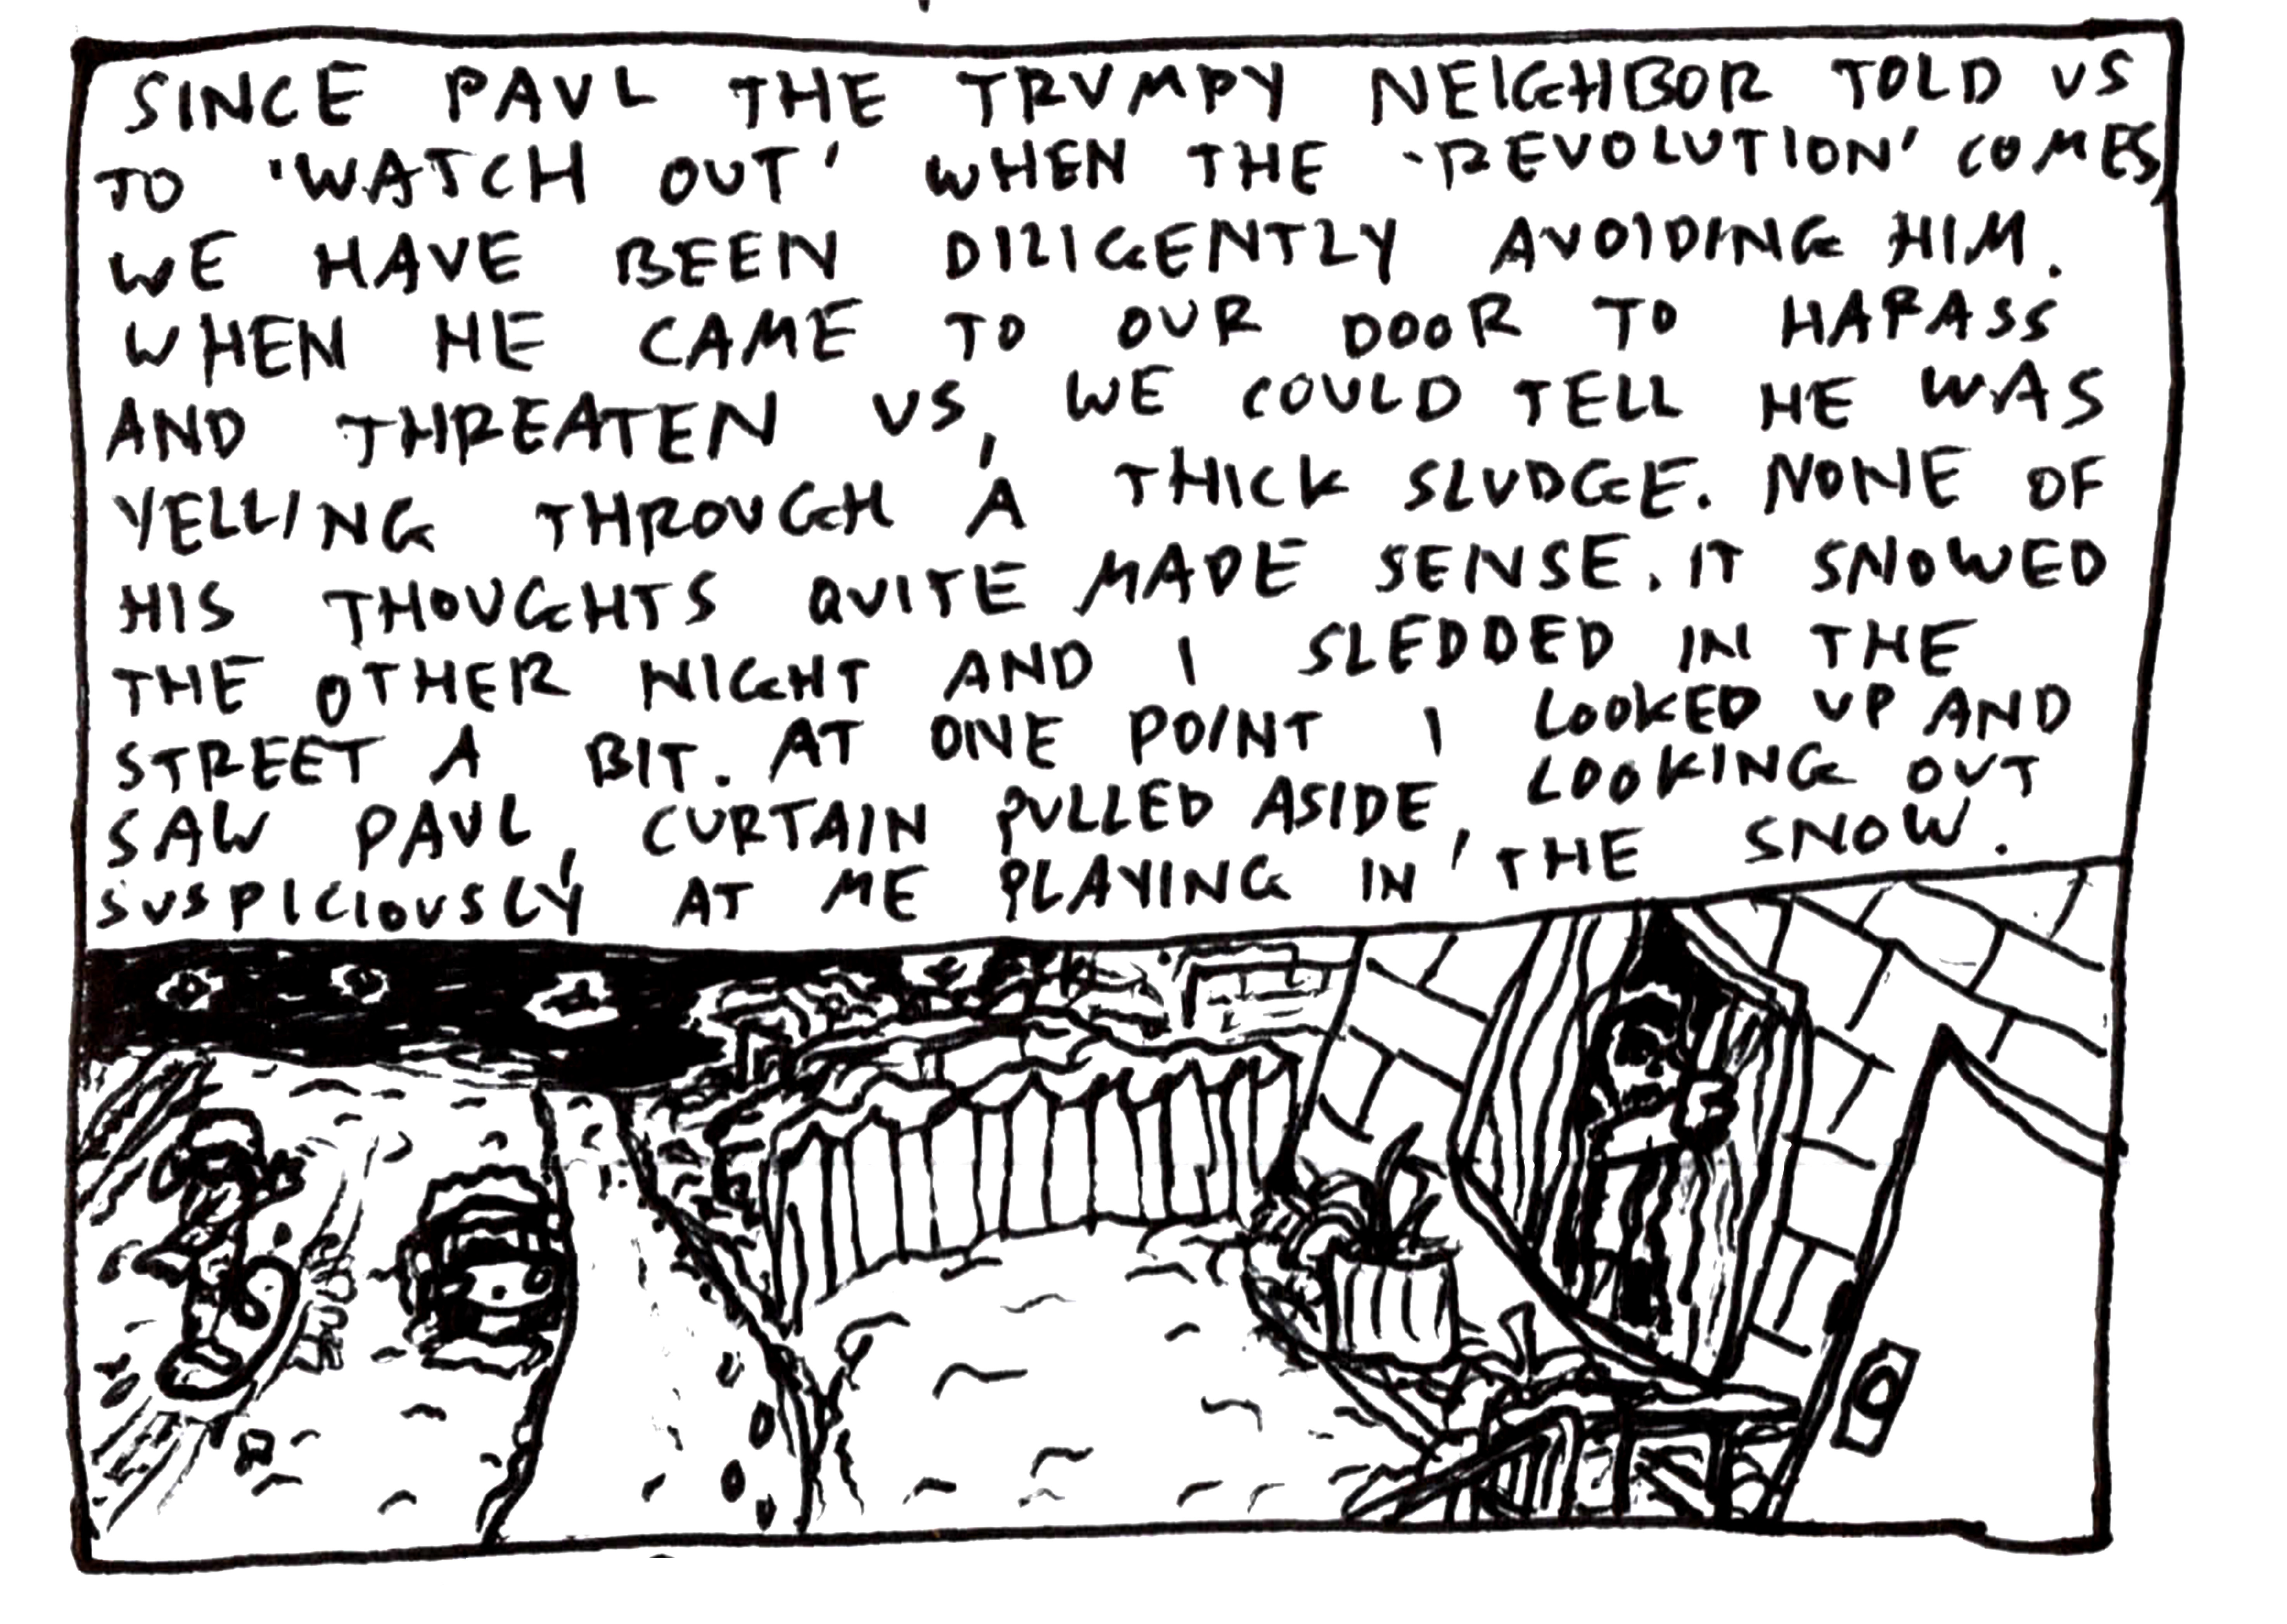 SINCE PAUL THE TRUMPY NEIGHBOR TOLD US
TO 'WATCH OUT' WHEN THE 'REVOLUTION' COMES,
WE HAVE BEEN DILIGENTLY AVOIDING HIM.
WHEN HE CAME TO OUR DOOR TO HARASS
AND THREATEN US, WE COULD TELL HE WAS
YELLING THROUGH A THICK SLUDGE. NONE OF
HIS THOUGHTS QUITE MADE SENSE. IT SNOWED
THE OTHER NIGHT AND I SLEDDED IN THE
STREET A BIT. AT ONE POINT I LOOKED UP AND
SAW PAUL, CURTAIN PULLED ASIDE, LOOKING OUT
SUSPICIOUSLY AT ME PLAYING IN THE SNOW.